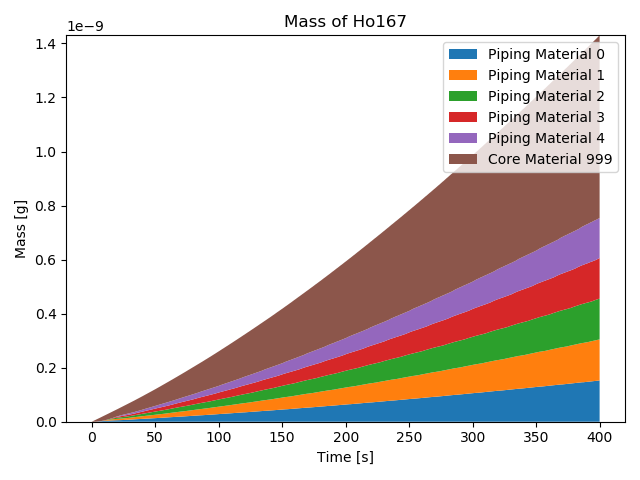 Mass of Ho167
1e−9
1.4
1.2
1.0
0.8
0.6
0.4
0.2
0.0
Mass [g]
Piping Material 0
Piping Material 1
Piping Material 2
Piping Material 3
Piping Material 4
Core Material 999
0 50 100 150 200 250 300 350 400
Time [s]